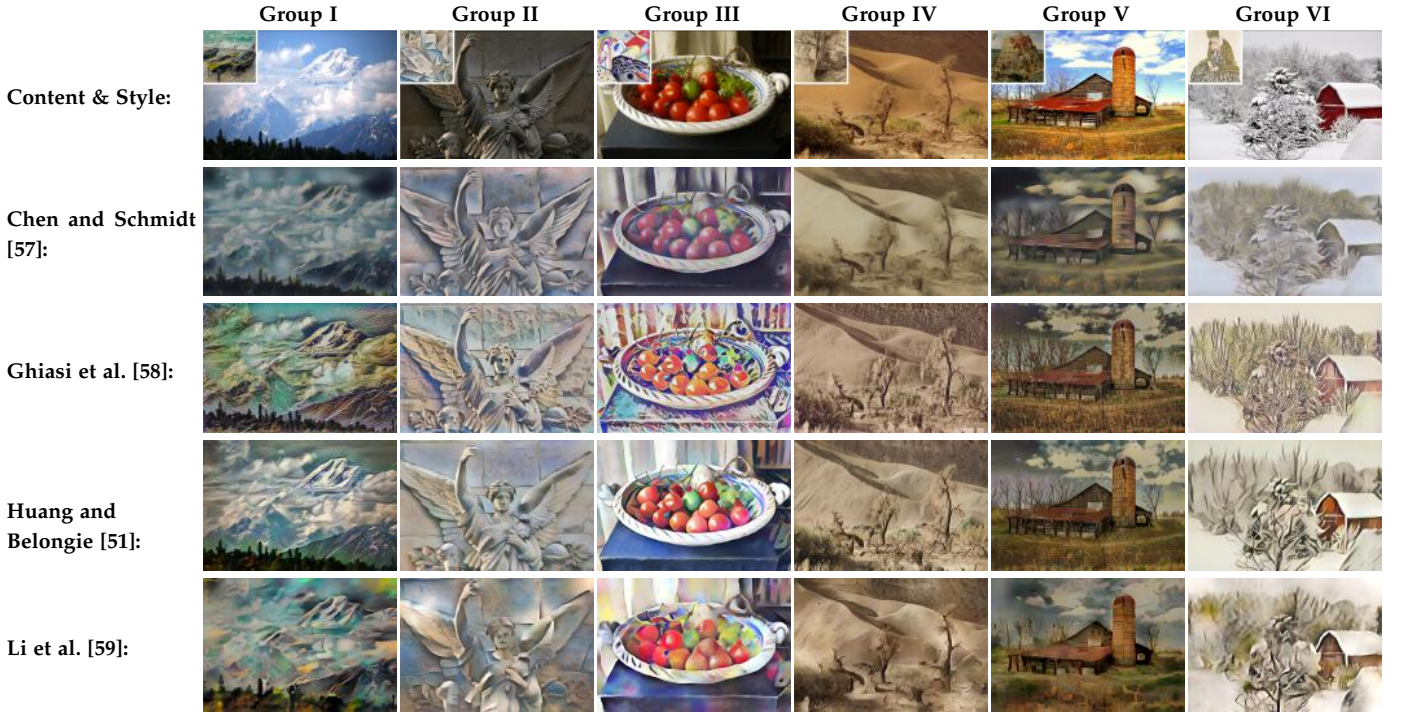 Group I Group II Group III Group IV Group V Group VI
Content & Style:
Chen and Schmidt
[57]:
Ghiasi et al. [58]:
Huang and
Belongie [51]:
Li et al. [59]: